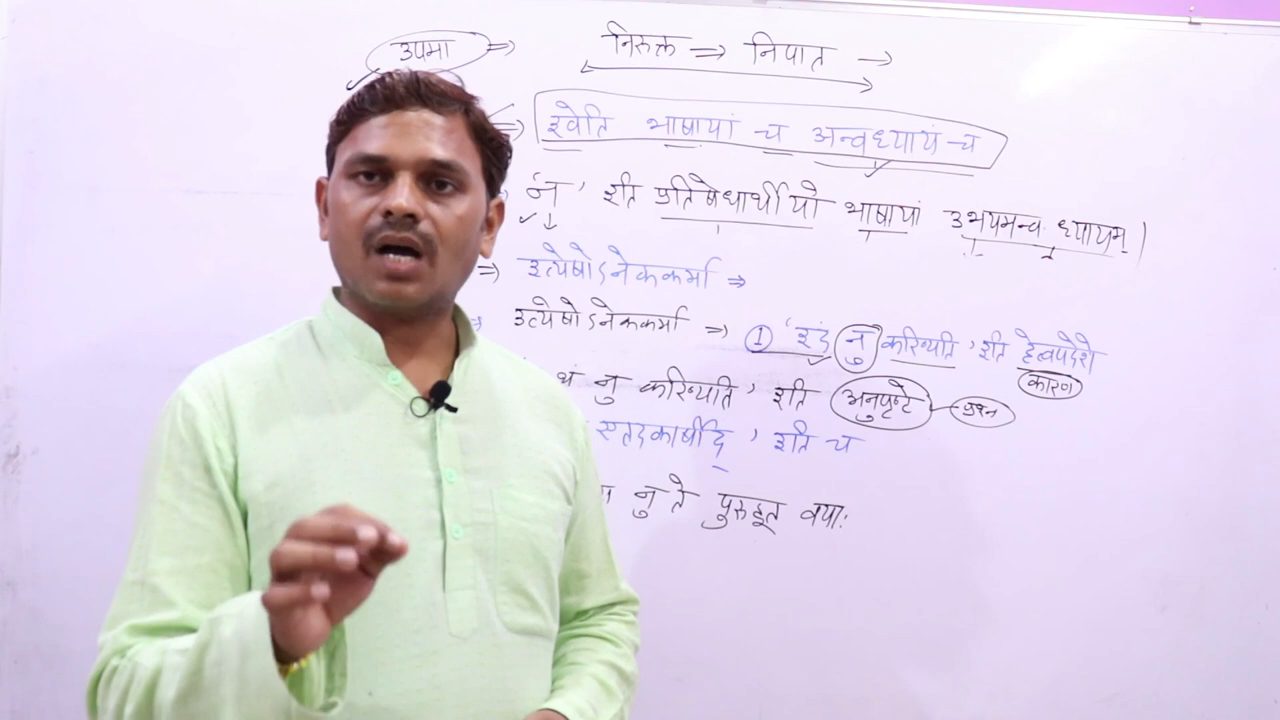 उपमा ⇒ निरुक्त ⇒ निपात →
⇒ इवेति भाषायां च अन्वध्यायं च
'न' इति प्रतिषेधार्थीयो भाषायां उभयमन्वध्यायम्।
⇒ उत्येषोऽनेककर्मा ⇒
उत्येषोऽनेककर्मा ⇒ ① 'इदं नु करिष्यति' इति हेत्वपदेशे
कारण
थं नु करिष्यति' इति अनुपृष्टे प्रश्न
एतदकार्षीद्' इति च
नु ते पुरुहूत वयाः